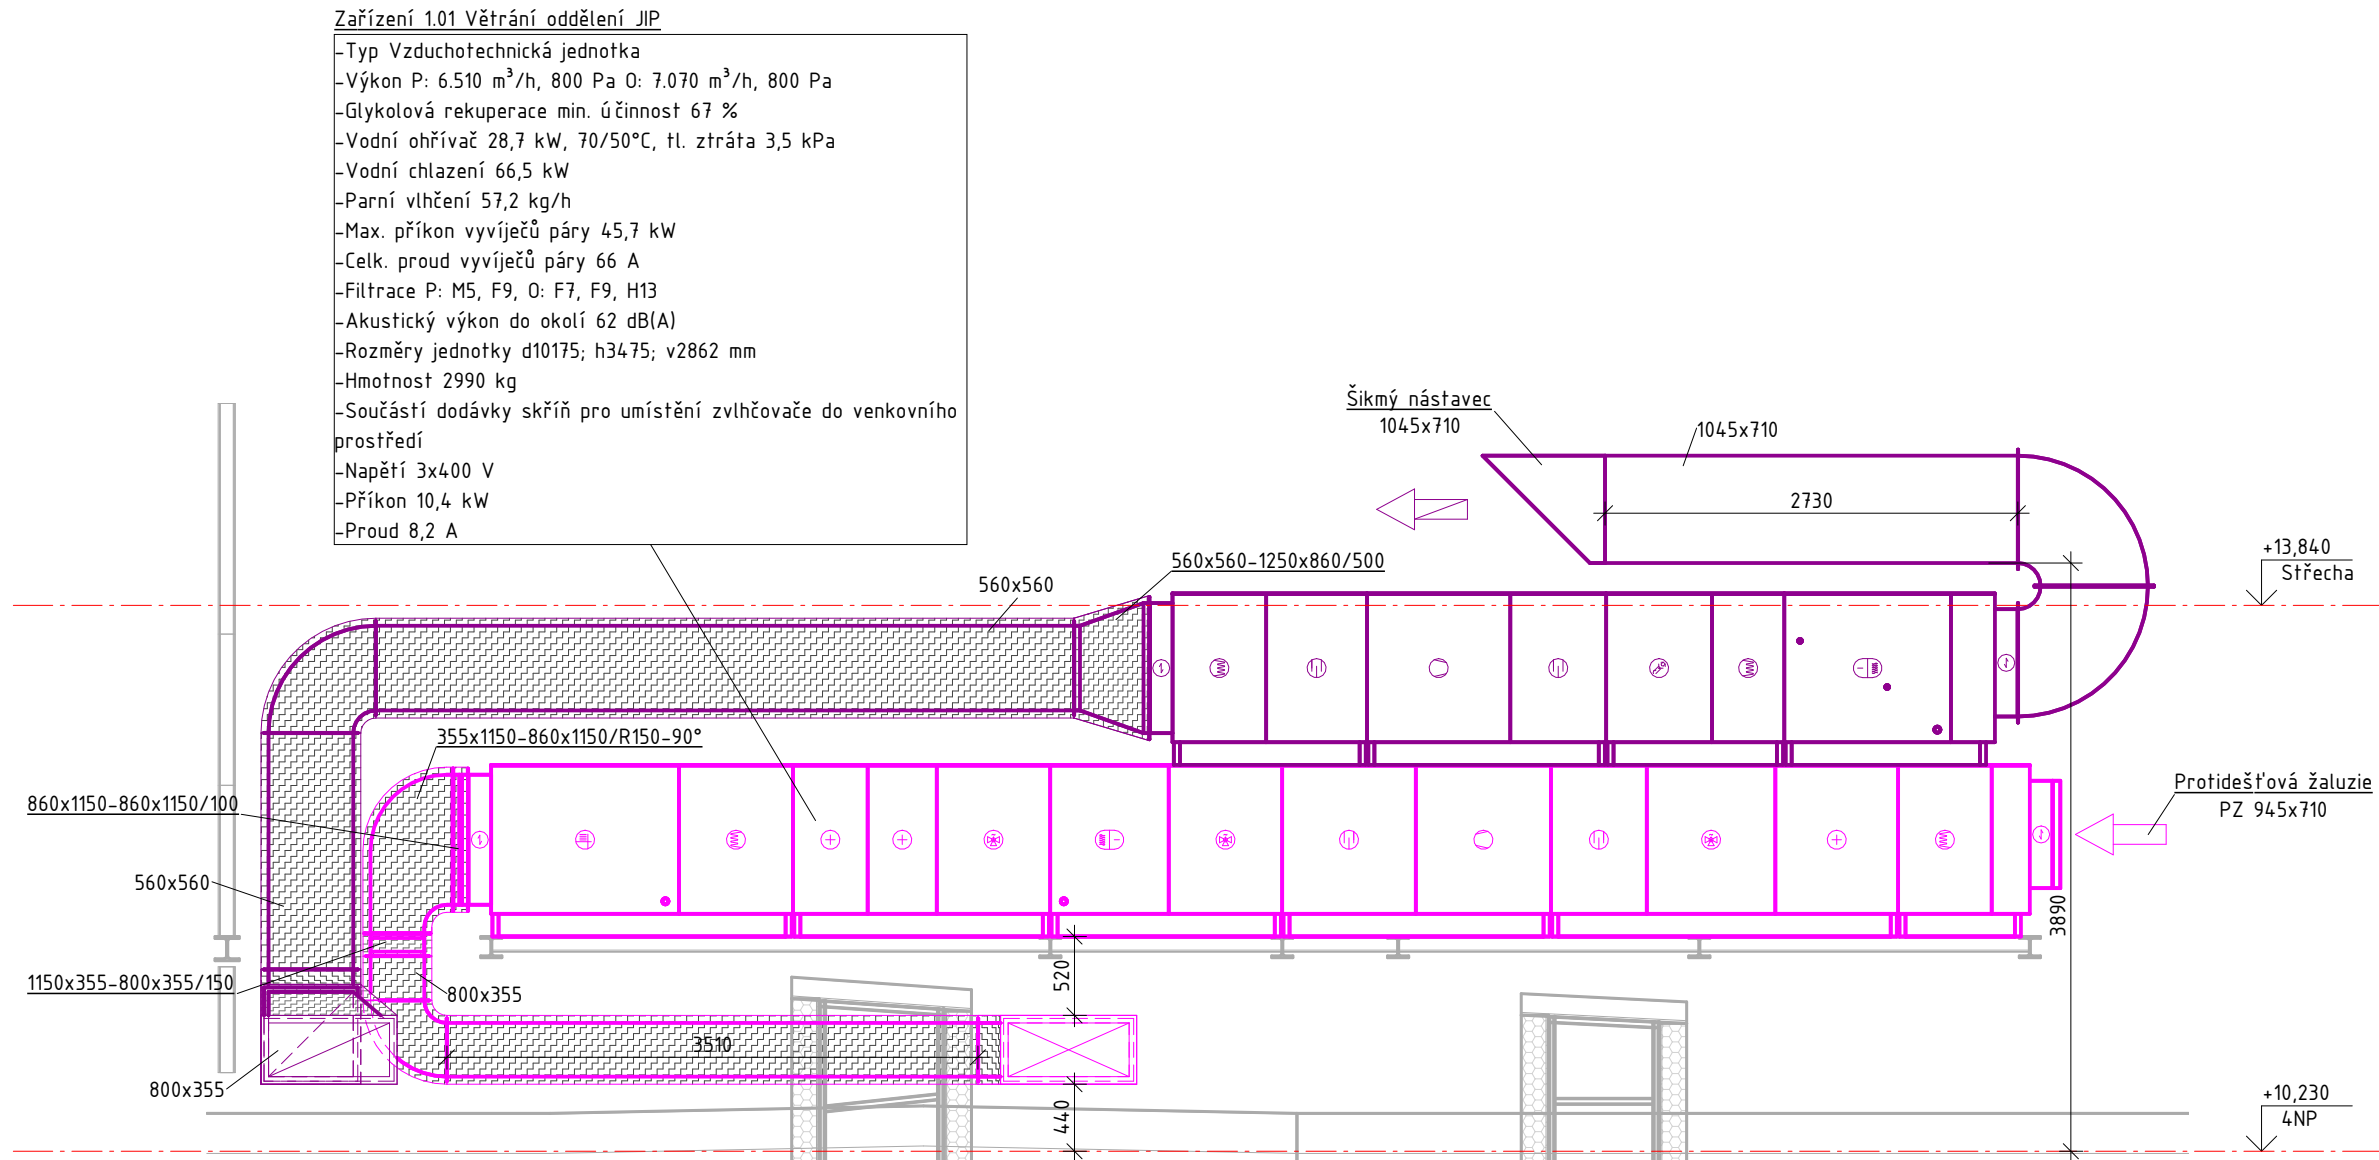 Zařízení 1.01 Větrání oddělení JIP
-Typ Vzduchotechnická jednotka
-Výkon P: 6.510 m³/h, 800 Pa O: 7.070 m³/h, 800 Pa
-Glykolová rekuperace min. účinnost 67 %
-Vodní ohřívač 28,7 kW, 70/50°C, tl. ztráta 3,5 kPa
-Vodní chlazení 66,5 kW
-Parní vlhčení 57,2 kg/h
-Max. příkon vyvíječů páry 45,7 kW
-Celk. proud vyvíječů páry 66 A
-Filtrace P: M5, F9, O: F7, F9, H13
-Akustický výkon do okolí 62 dB(A)
-Rozměry jednotky d10175; h3475; v2862 mm
-Hmotnost 2990 kg
-Součástí dodávky skříň pro umístění zvlhčovače do venkovního
prostředí
-Napětí 3x400 V
-Příkon 10,4 kW
-Proud 8,2 A
Šikmý nástavec
1045x710
1045x710
2730
+13,840
Střecha
560x560-1250x860/500
560x560
355x1150-860x1150/R150-90°
860x1150-860x1150/100
Protidešťová žaluzie
PZ 945x710
560x560
3890
1150x355-800x355/150
800x355
520
3510
800x355
440
+10,230
4NP